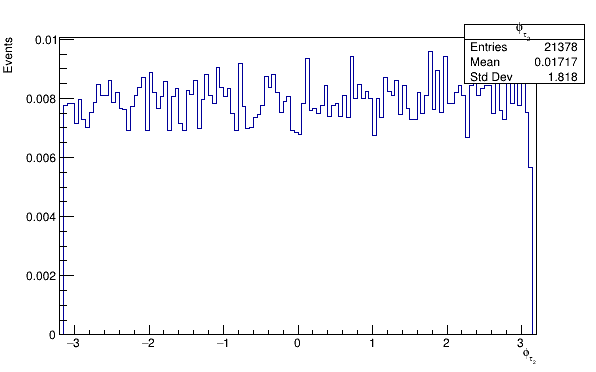 ϕτ2
Entries 21378
Mean 0.01717
Std Dev 1.818
Events
0.01
0.008
0.006
0.004
0.002
0
−3 −2 −1 0 1 2 3
ϕτ2